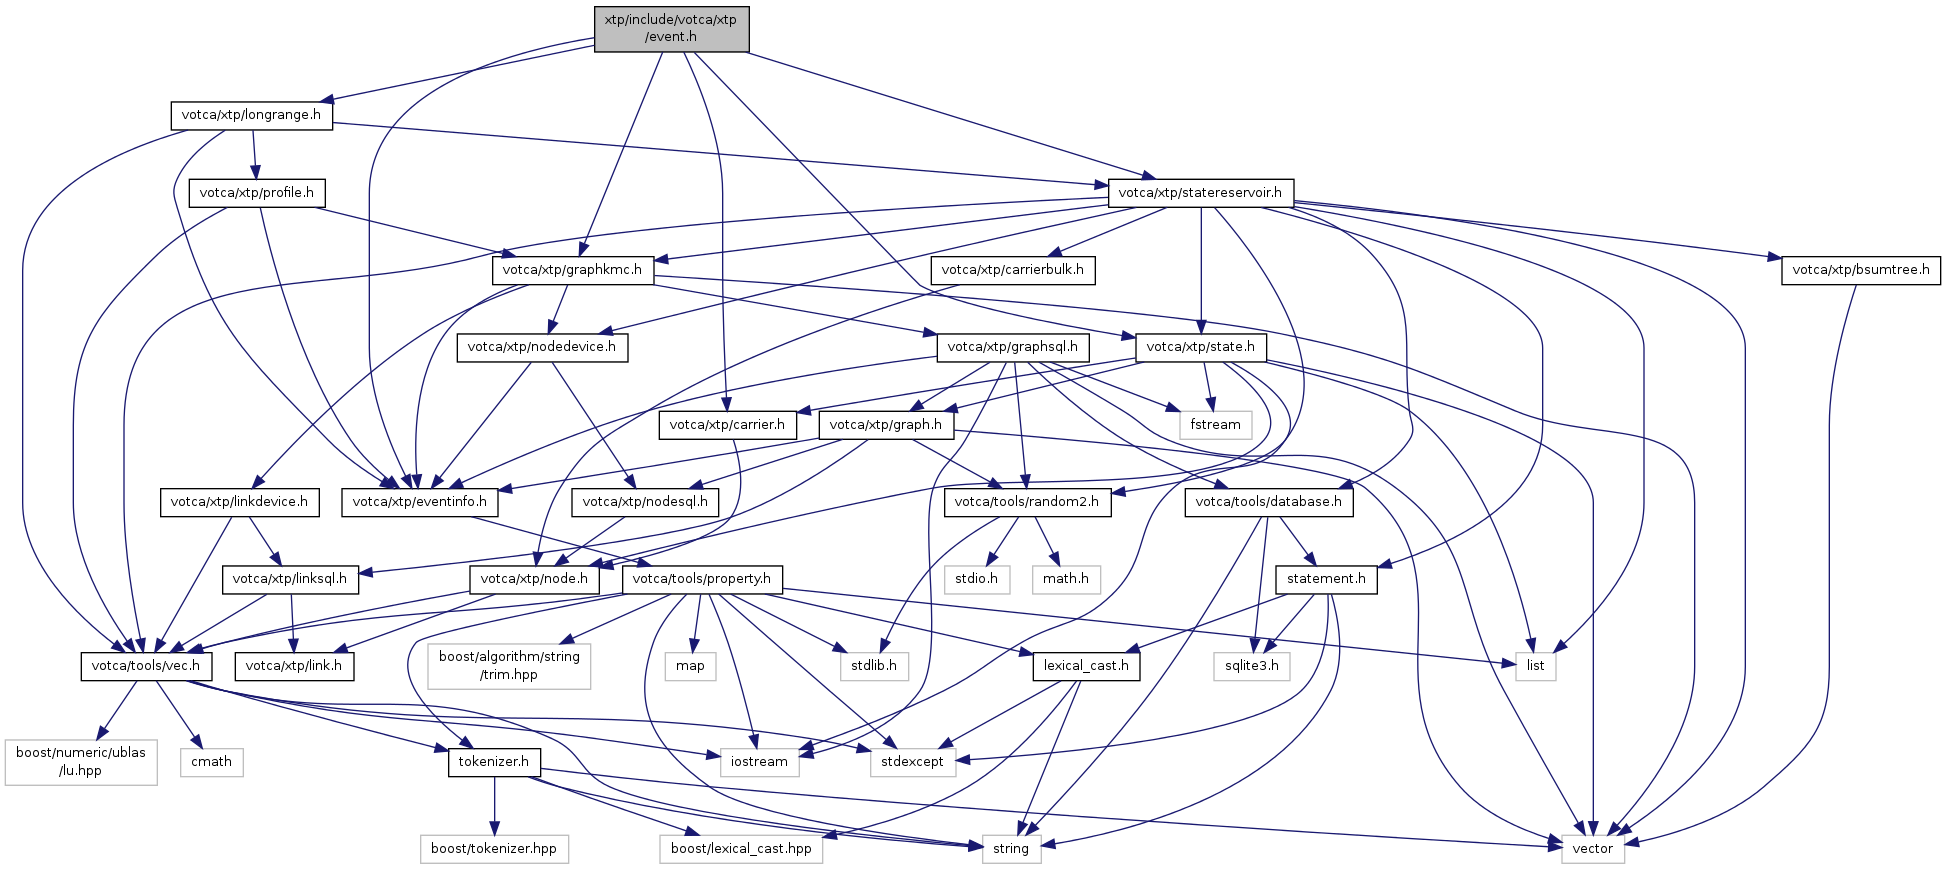 xtp/include/votca/xtp
/event.h
votca/xtp/longrange.h
votca/xtp/profile.h
votca/xtp/statereservoir.h
votca/xtp/graphkmc.h
votca/xtp/carrierbulk.h
votca/xtp/bsumtree.h
votca/xtp/nodedevice.h
votca/xtp/graphsql.h
votca/xtp/state.h
votca/xtp/carrier.h
votca/xtp/graph.h
fstream
votca/xtp/linkdevice.h
votca/xtp/eventinfo.h
votca/xtp/nodesql.h
votca/tools/random2.h
votca/tools/database.h
votca/xtp/linksql.h
votca/xtp/node.h
votca/tools/property.h
stdio.h
math.h
statement.h
votca/tools/vec.h
votca/xtp/link.h
boost/algorithm/string
/trim.hpp
map
stdlib.h
lexical_cast.h
sqlite3.h
list
boost/numeric/ublas
/lu.hpp
cmath
tokenizer.h
iostream
stdexcept
boost/tokenizer.hpp
boost/lexical_cast.hpp
string
vector